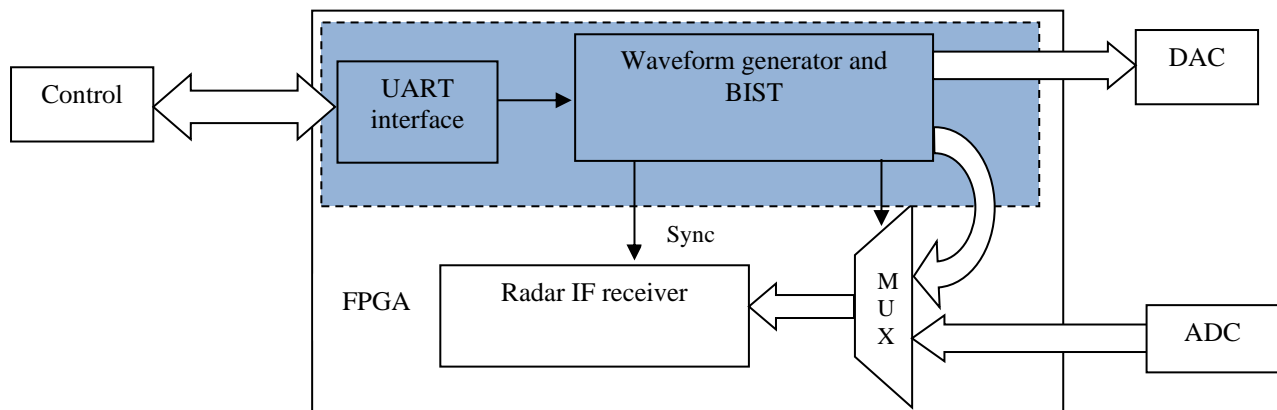 Control
UART
interface
Waveform generator and
BIST
DAC
Sync
FPGA
Radar IF receiver
M
U
X
ADC